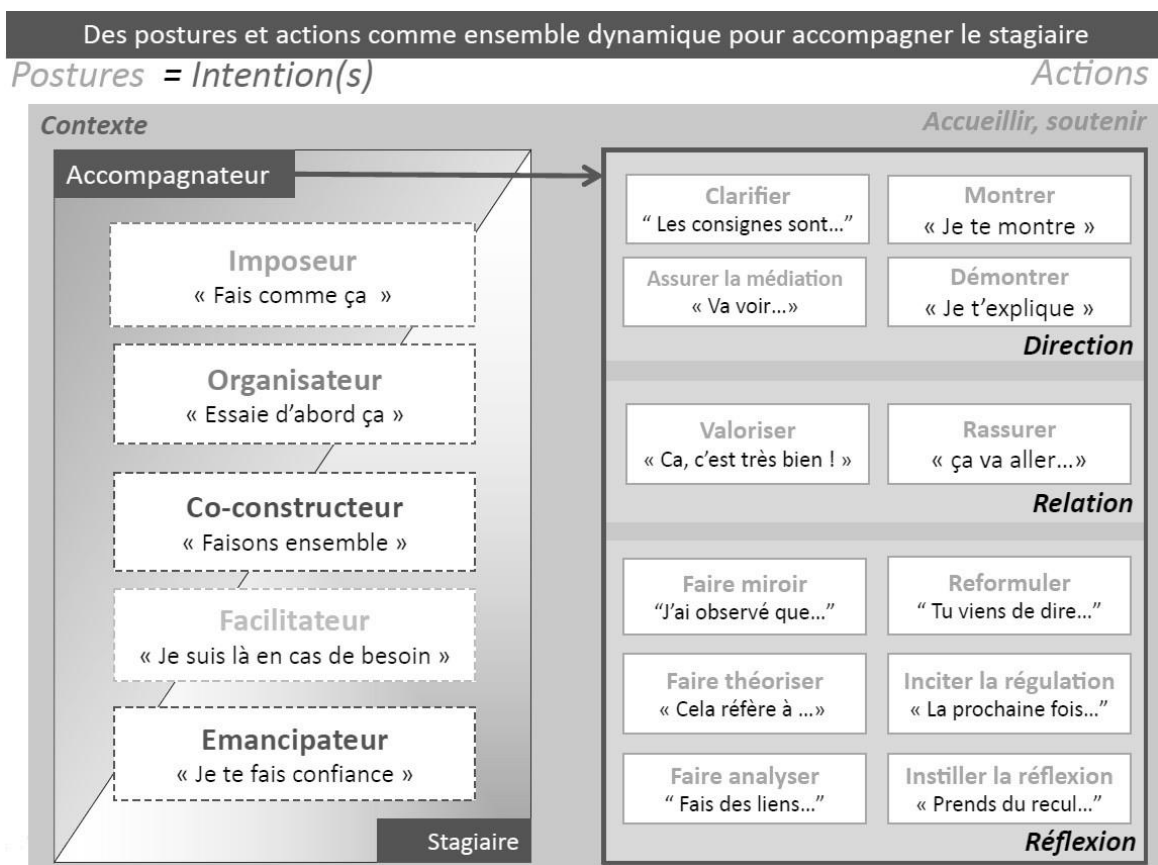 Des postures et actions comme ensemble dynamique pour accompagner le stagiaire
Postures = Intention(s)
Actions
Contexte
Accueillir, soutenir
Accompagnateur
Imposeur
« Fais comme ça »
Organisateur
« Essaie d'abord ça »
Co-constructeur
« Faisons ensemble »
Facilitateur
« Je suis là en cas de besoin »
Emancipateur
« Je te fais confiance »
Stagiaire
Clarifier
“ Les consignes sont…”
Montrer
« Je te montre »
Assurer la médiation
« Va voir…»
Démontrer
« Je t'explique »
Direction
Valoriser
« Ca, c'est très bien ! »
Rassurer
« ça va aller…»
Relation
Faire miroir
“J'ai observé que…”
Reformuler
“ Tu viens de dire…”
Faire théoriser
« Cela réfère à …»
Inciter la régulation
« La prochaine fois…”
Faire analyser
“ Fais des liens…”
Instiller la réflexion
« Prends du recul…”
Réflexion